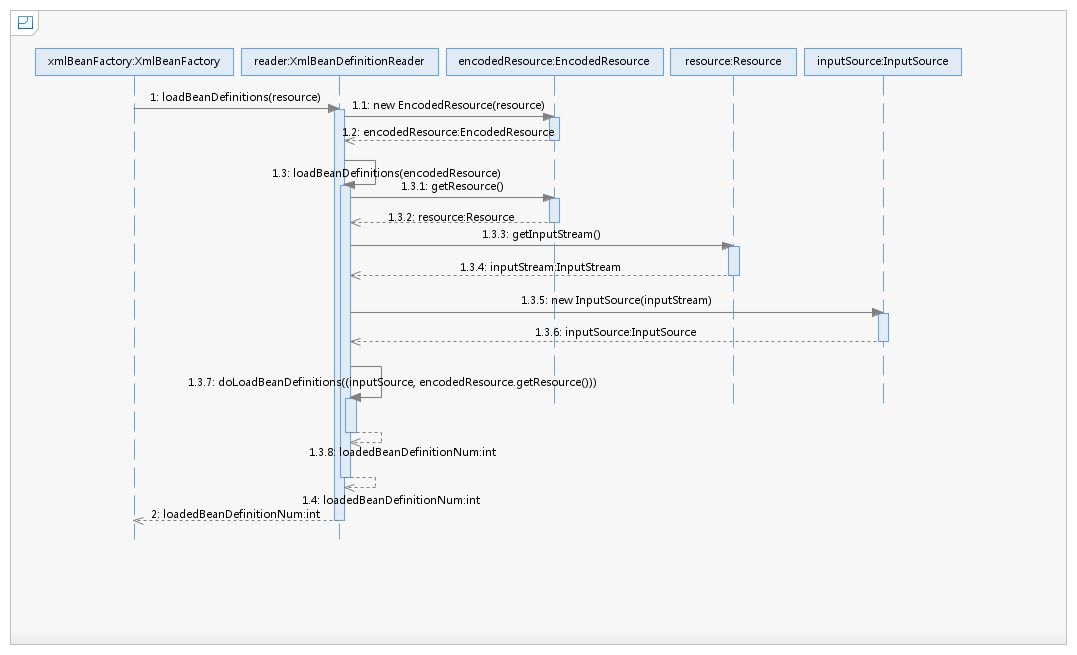 xmlBeanFactory:XmlBeanFactory
reader:XmlBeanDefinitionReader
encodedResource:EncodedResource
resource:Resource
inputSource:InputSource
1: loadBeanDefinitions(resource)
1.1: new EncodedResource(resource)
1.2: encodedResource:EncodedResource
1.3: loadBeanDefinitions(encodedResource)
1.3.1: getResource()
1.3.2: resource:Resource
1.3.3: getInputStream()
1.3.4: inputStream:InputStream
1.3.5: new InputSource(inputStream)
1.3.6: inputSource:InputSource
1.3.7: doLoadBeanDefinitions((inputSource, encodedResource.getResource()))
1.3.8: loadedBeanDefinitionNum:int
1.4: loadedBeanDefinitionNum:int
2: loadedBeanDefinitionNum:int